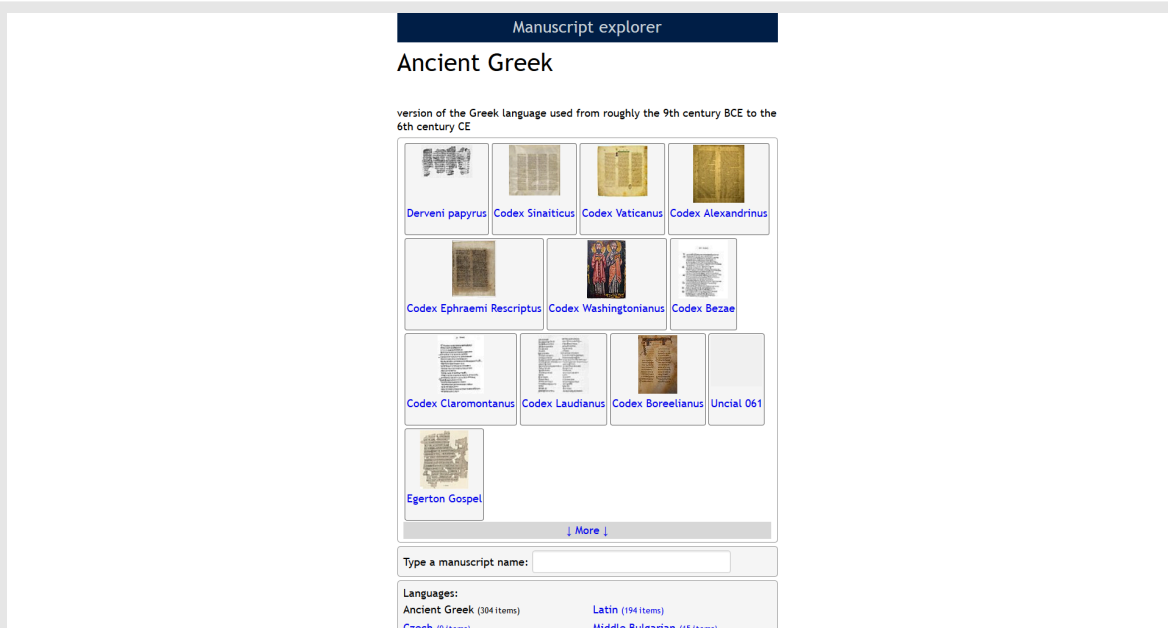 Manuscript explorer
Ancient Greek
version of the Greek language used from roughly the 9th century BCE to the
6th century CE
Derveni papyrus Codex Sinaiticus Codex Vaticanus Codex Alexandrinus
Codex Ephraemi Rescriptus Codex Washingtonianus Codex Bezae
Codex Claromontanus Codex Laudianus Codex Boreelianus Uncial 061
Egerton Gospel
↓ More ↓
Type a manuscript name:
Languages:
Ancient Greek (304 items) Latin (194 items)
Czech Middle Bulgarian